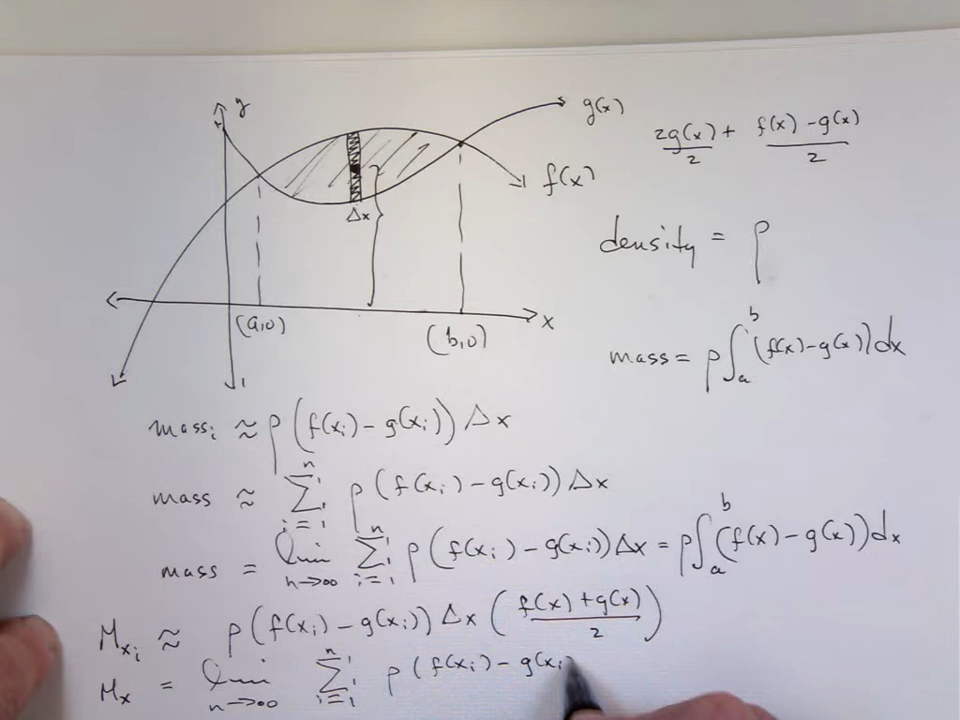 y
g(x)
2g(x)/2 + f(x) - g(x)/2
f(x)
Δx
density = ρ
x
(a,0)
(b,0)
mass = ρ∫_a^b (f(x) - g(x)) dx
mass_i ≈ ρ(f(x_i) - g(x_i)) Δx
mass ≈ Σ_{i=1}^n ρ(f(x_i) - g(x_i)) Δx
mass = lim_{n→∞} Σ_{i=1}^n ρ(f(x_i) - g(x_i)) Δx = ρ∫_a^b (f(x) - g(x)) dx
M_{x_i} ≈ ρ(f(x_i) - g(x_i)) Δx (f(x) + g(x)/2)
M_x = lim_{n→∞} Σ_{i=1}^n ρ(f(x_i) - g(x_i